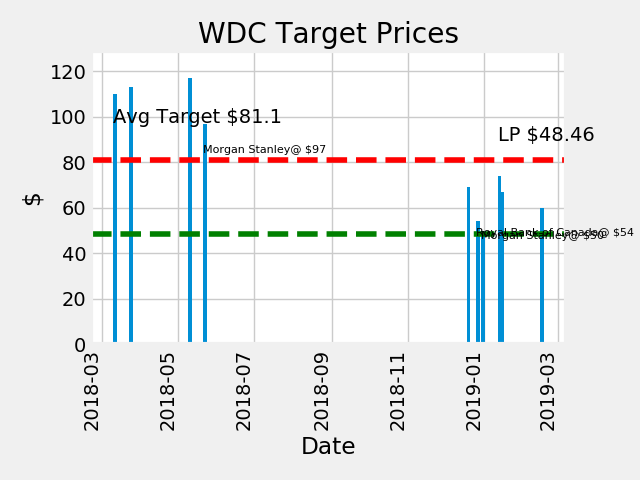 WDC Target Prices
120
100
80
60
40
20
0
$
Avg Target $81.1
LP $48.46
Morgan Stanley@ $97
Royal Bank of Canada@ $54
Morgan Stanley@ $50
2018-03
2018-05
2018-07
2018-09
2018-11
2019-01
2019-03
Date